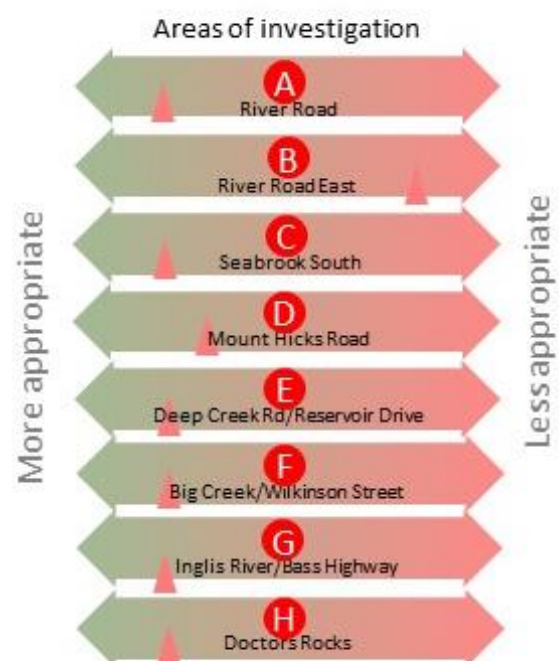 Areas of investigation
More appropriate
Less appropriate
A
River Road
B
River Road East
C
Seabrook South
D
Mount Hicks Road
E
Deep Creek Rd/Reservoir Drive
F
Big Creek/Wilkinson Street
G
Inglis River/Bass Highway
H
Doctors Rocks